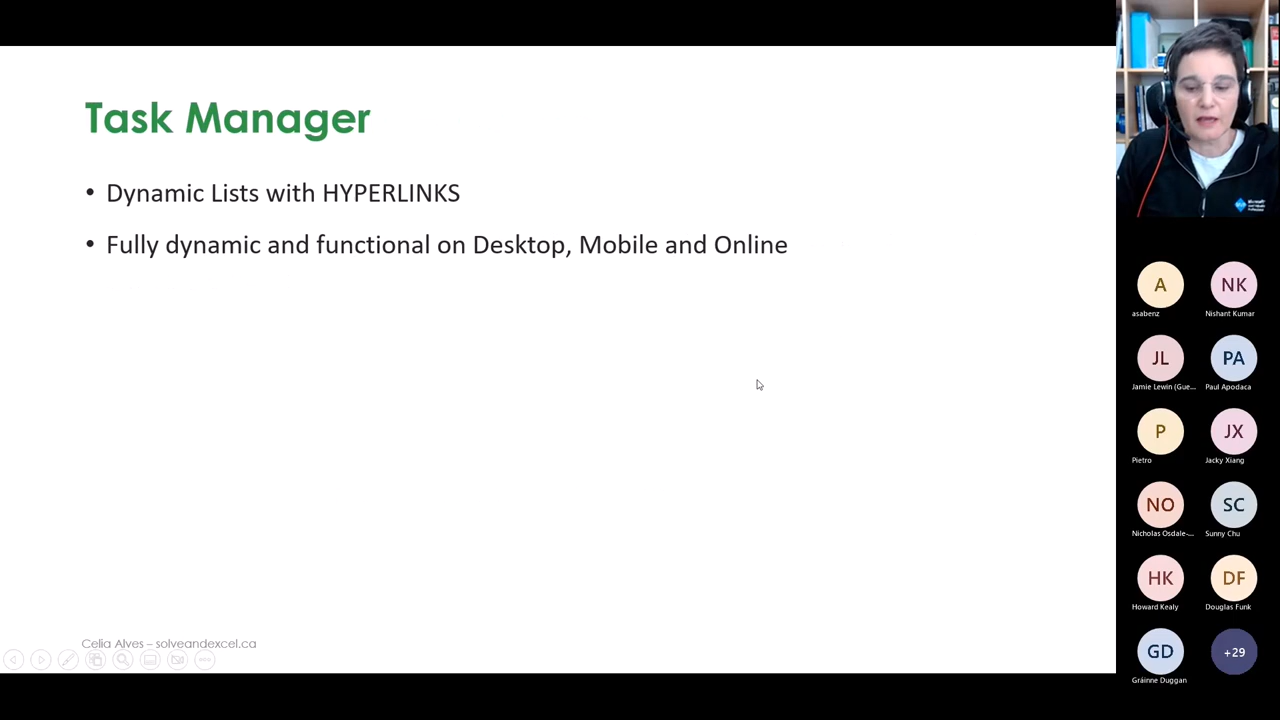 Task Manager
• Dynamic Lists with HYPERLINKS
• Fully dynamic and functional on Desktop, Mobile and Online
Celia Alves – solveandexcel.ca
A
asabenz
NK
Nishant Kumar
JL
Jamie Lewin (Gue...
PA
Paul Apodaca
P
Pietro
JX
Jacky Xiang
NO
Nicholas Osdale-...
SC
Sunny Chu
HK
Howard Kealy
DF
Douglas Funk
GD
Gráinne Duggan
+29